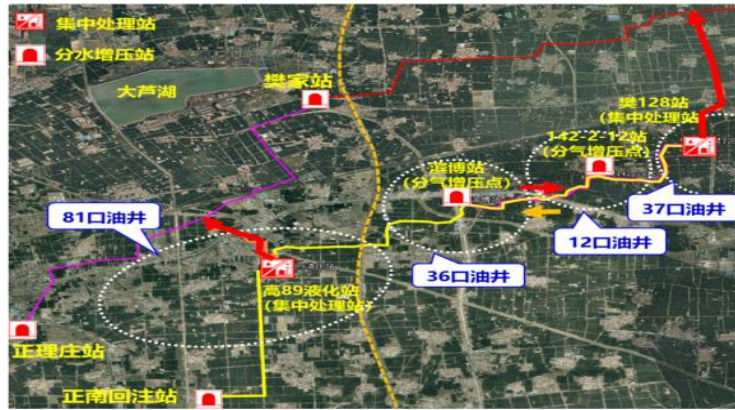 集中处理站
分水增压站
大芦湖
樊家站
樊128站
(集中处理站
142-2-12站
(分气增压点)
滨博站
(分气增压点)
81口油井
37口油井
12口油井
36口油井
高89液化站
(集中处理站)
正理庄站
正南回注站